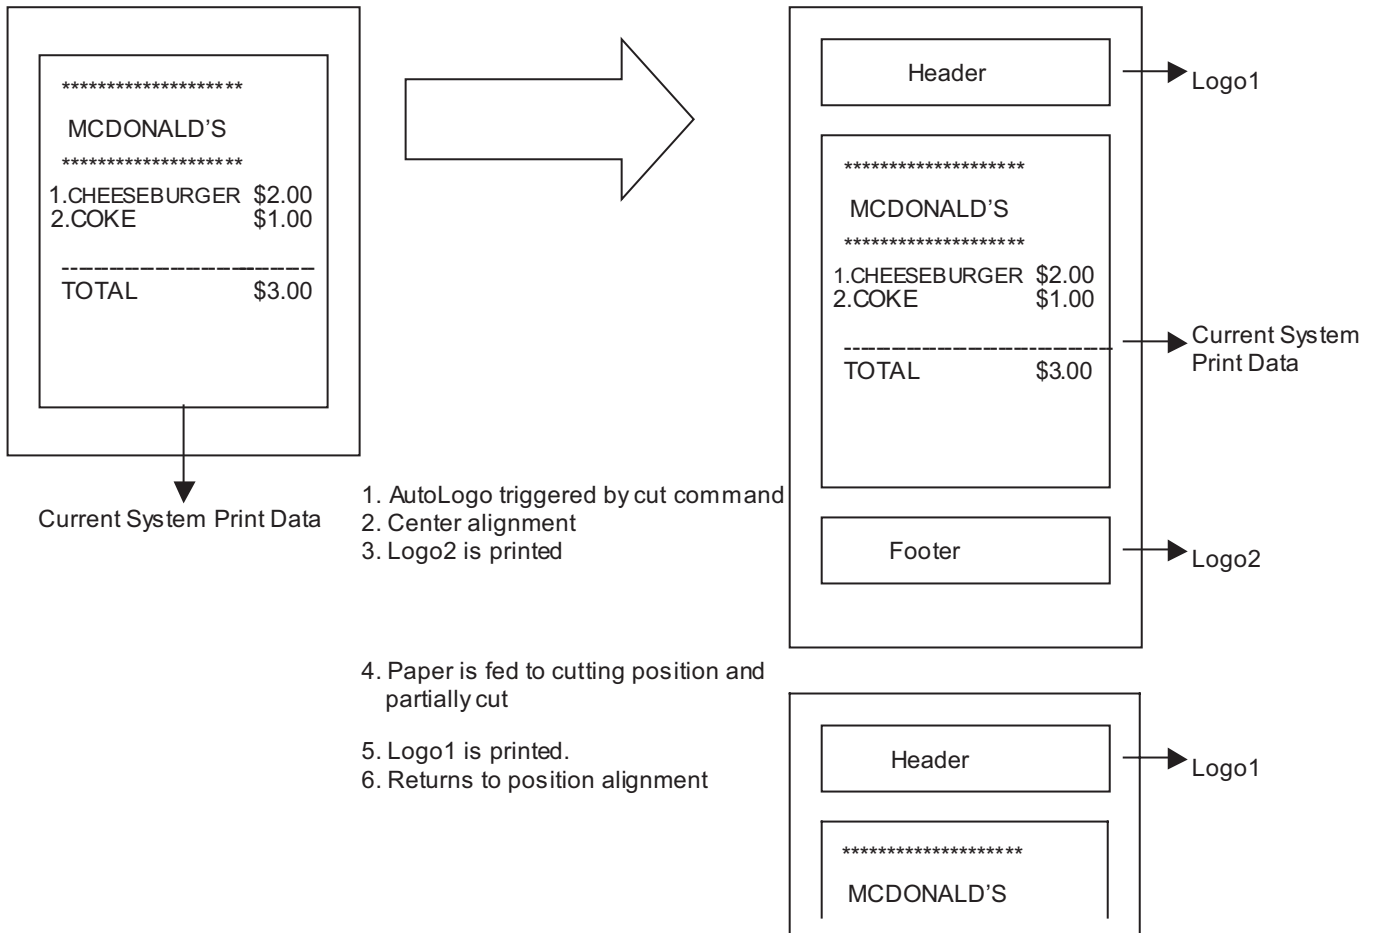 ********************
MCDONALD'S
********************
1.CHEESEBURGER $2.00
2.COKE $1.00
-----------------------------
TOTAL $3.00
Current System Print Data
1. AutoLogo triggered by cut command
2. Center alignment
3. Logo2 is printed
4. Paper is fed to cutting position and
partially cut
5. Logo1 is printed.
6. Returns to position alignment
Header
Logo1
********************
MCDONALD'S
********************
1.CHEESEBURGER $2.00
2.COKE $1.00
-----------------------------
TOTAL $3.00
Current System
Print Data
Footer
Logo2
Header
Logo1
********************
MCDONALD'S